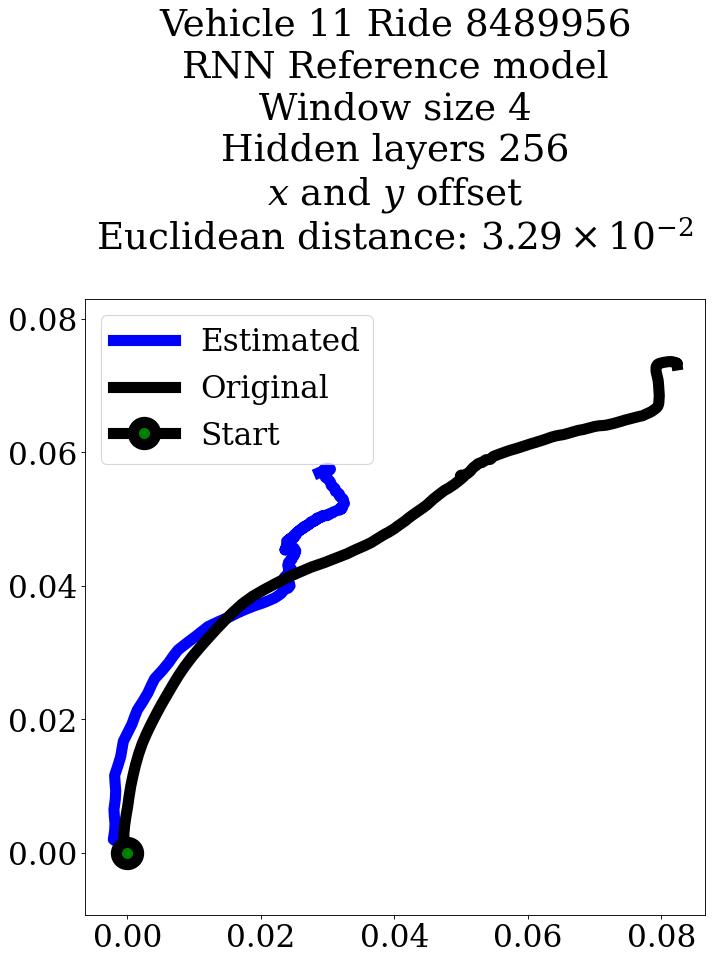 Vehicle 11 Ride 8489956
RNN Reference model
Window size 4
Hidden layers 256
x and y offset
Euclidean distance: 3.29 × 10⁻²
Estimated
Original
Start
0.08
0.06
0.04
0.02
0.00
0.00 0.02 0.04 0.06 0.08